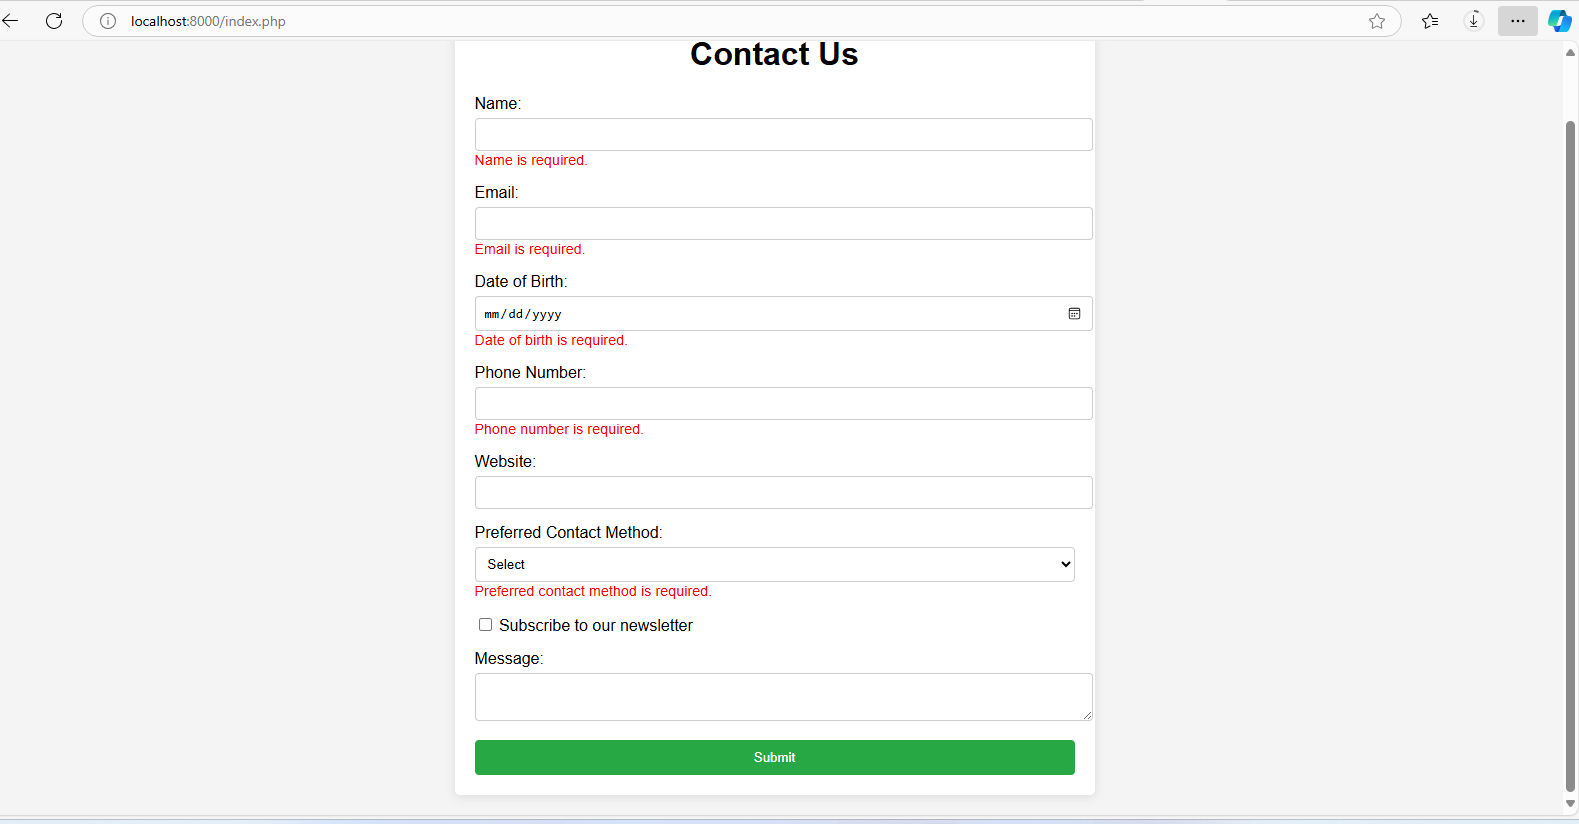 localhost:8000/index.php
Contact Us
Name:
Name is required.
Email:
Email is required.
Date of Birth:
mm/dd/yyyy
Date of birth is required.
Phone Number:
Phone number is required.
Website:
Preferred Contact Method:
Select
Preferred contact method is required.
Subscribe to our newsletter
Message:
Submit